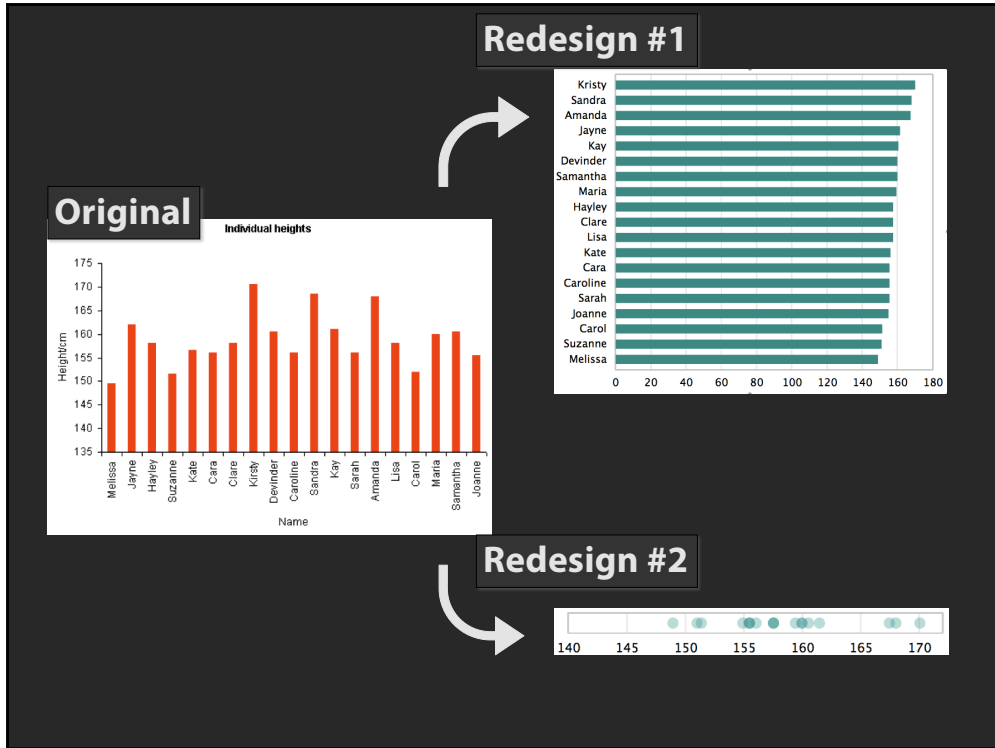 Redesign #1
Kristy
Sandra
Amanda
Jayne
Kay
Devinder
Samantha
Maria
Hayley
Clare
Lisa
Kate
Cara
Caroline
Sarah
Joanne
Carol
Suzanne
Melissa
0 20 40 60 80 100 120 140 160 180
Original
Individual heights
175
170
165
160
155
150
145
140
135
Height/cm
Melissa
Jayne
Hayley
Suzanne
Kate
Cara
Clare
Kirsty
Devinder
Caroline
Sandra
Kay
Sarah
Amanda
Lisa
Carol
Maria
Samantha
Joanne
Name
Redesign #2
140 145 150 155 160 165 170